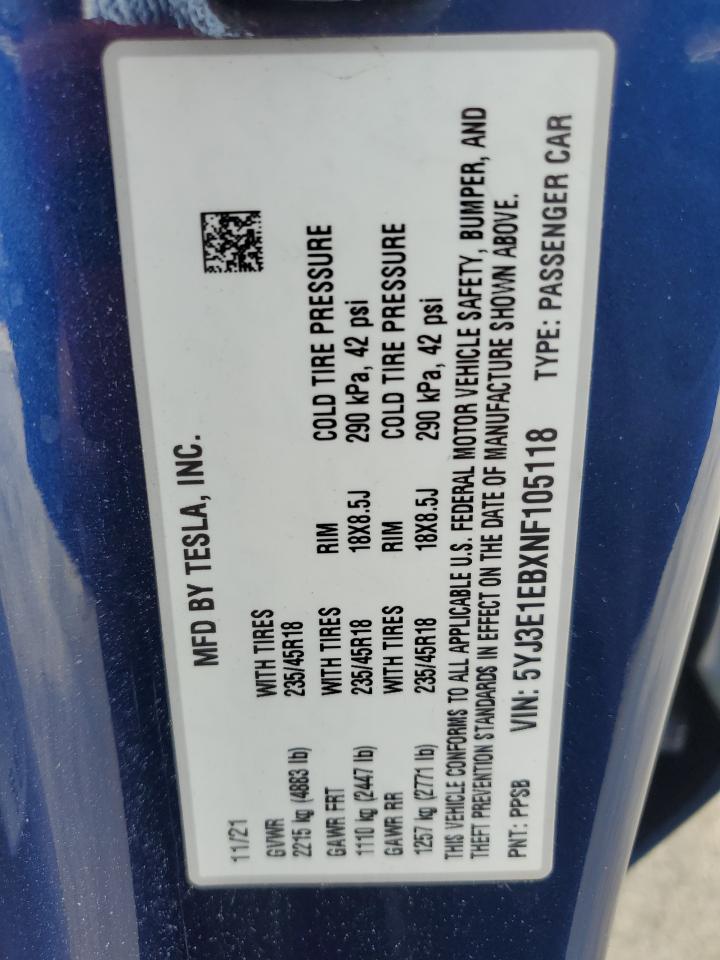 MFD BY TESLA, INC.
11/21
GVWR WITH TIRES
2215 kg (4883 lb) 235/45R18
GAWR FRT WITH TIRES RIM COLD TIRE PRESSURE
1110 kg (2447 lb) 235/45R18 18X8.5J 290 kPa, 42 psi
GAWR RR WITH TIRES RIM COLD TIRE PRESSURE
1257 kg (2771 lb) 235/45R18 18X8.5J 290 kPa, 42 psi
THIS VEHICLE CONFORMS TO ALL APPLICABLE U.S. FEDERAL MOTOR VEHICLE SAFETY, BUMPER, AND
THEFT PREVENTION STANDARDS IN EFFECT ON THE DATE OF MANUFACTURE SHOWN ABOVE.
PNT: PPSB VIN: 5YJ3E1EBXNF105118 TYPE: PASSENGER CAR